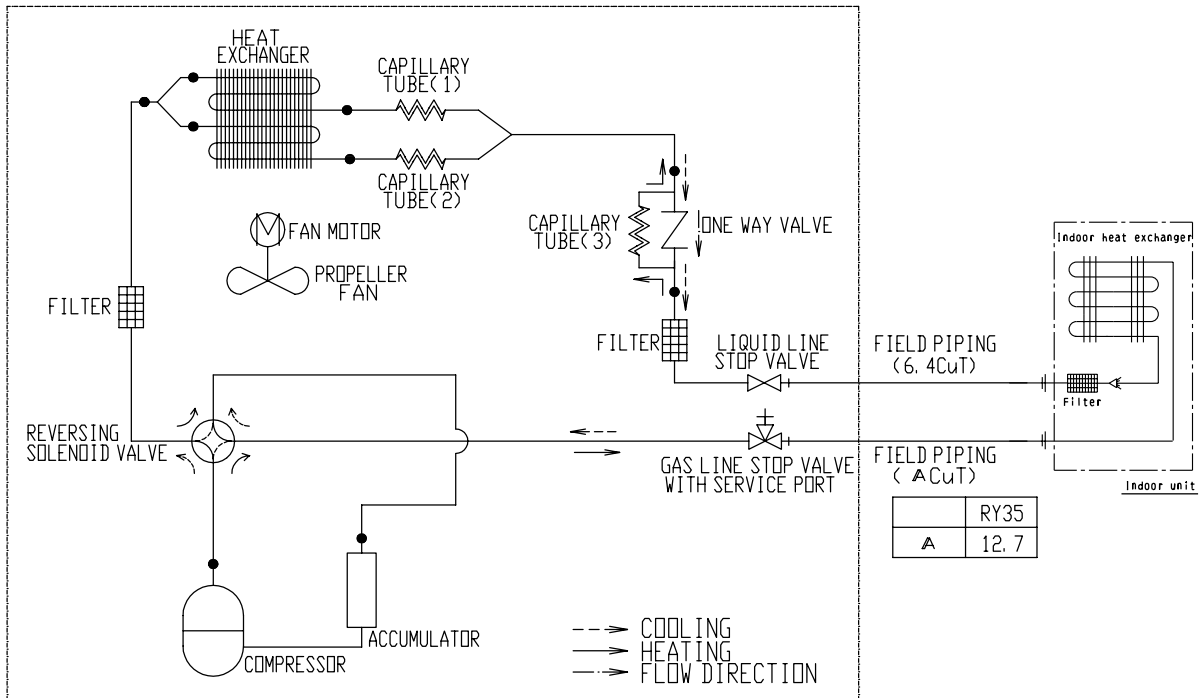 HEAT
EXCHANGER
CAPILLARY
TUBE(1)
CAPILLARY
TUBE(2)
FAN MOTOR
PROPELLER
FAN
CAPILLARY
TUBE(3)
ONE WAY VALVE
Indoor heat exchanger
FILTER
FILTER
LIQUID LINE
STOP VALVE
FIELD PIPING
(6.4CuT)
Filter
REVERSING
SOLENOID VALVE
GAS LINE STOP VALVE
WITH SERVICE PORT
FIELD PIPING
( A CuT)
Indoor unit
RY35
A 12.7
ACCUMULATOR
COMPRESSOR
COOLING
HEATING
FLOW DIRECTION